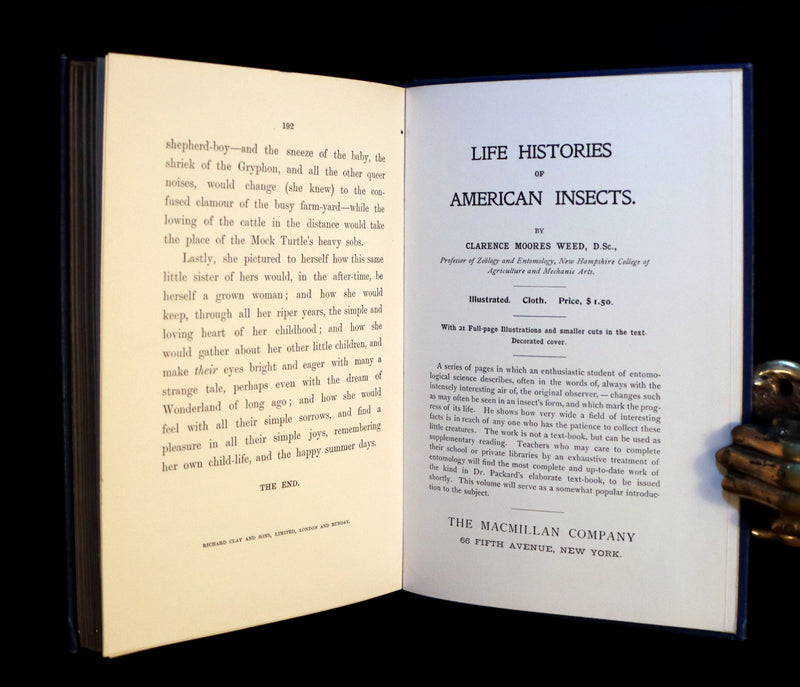 192
shepherd-boy—and the sneeze of the baby, the
shriek of the Gryphon, and all the other queer
noises, would change (she knew) to the con-
fused clamour of the busy farm-yard—while the
lowing of the cattle in the distance would take
the place of the Mock Turtle's heavy sobs.
Lastly, she pictured to herself how this same
little sister of hers would, in the after-time, be
herself a grown woman; and how she would
keep, through all her riper years, the simple and
loving heart of her childhood; and how she
would gather about her other little children, and
make their eyes bright and eager with many a
strange tale, perhaps even with the dream of
Wonderland of long ago; and how she would
feel with all their simple sorrows, and find a
pleasure in all their simple joys, remembering
her own child-life, and the happy summer days.
THE END.
RICHARD CLAY AND SONS, LIMITED, LONDON AND BUNGAY.
LIFE HISTORIES
OF
AMERICAN INSECTS.
BY
CLARENCE MOORES WEED, D.Sc.,
Professor of Zoölogy and Entomology, New Hampshire College of
Agriculture and Mechanic Arts.
Illustrated. Cloth. Price, $1.50.
With 21 Full-page Illustrations and smaller cuts in the text.
Decorated cover.
A series of pages in which an enthusiastic student of entomo-
logical science describes, often in the words of, always with the
intensely interesting air of, the original observer,—changes such
as may often be seen in an insect's form, and which mark the prog-
ress of its life. He shows how very wide a field of interesting
facts is in reach of any one who has the patience to collect these
little creatures. The work is not a text-book, but can be used as
supplementary reading. Teachers who may care to complete
their school or private libraries by an exhaustive treatment of
entomology will find the most complete and up-to-date work of
the kind in Dr. Packard's elaborate text-book, to be issued
shortly. This volume will serve as a somewhat popular introduc-
tion to the subject.
THE MACMILLAN COMPANY
66 FIFTH AVENUE, NEW YORK.